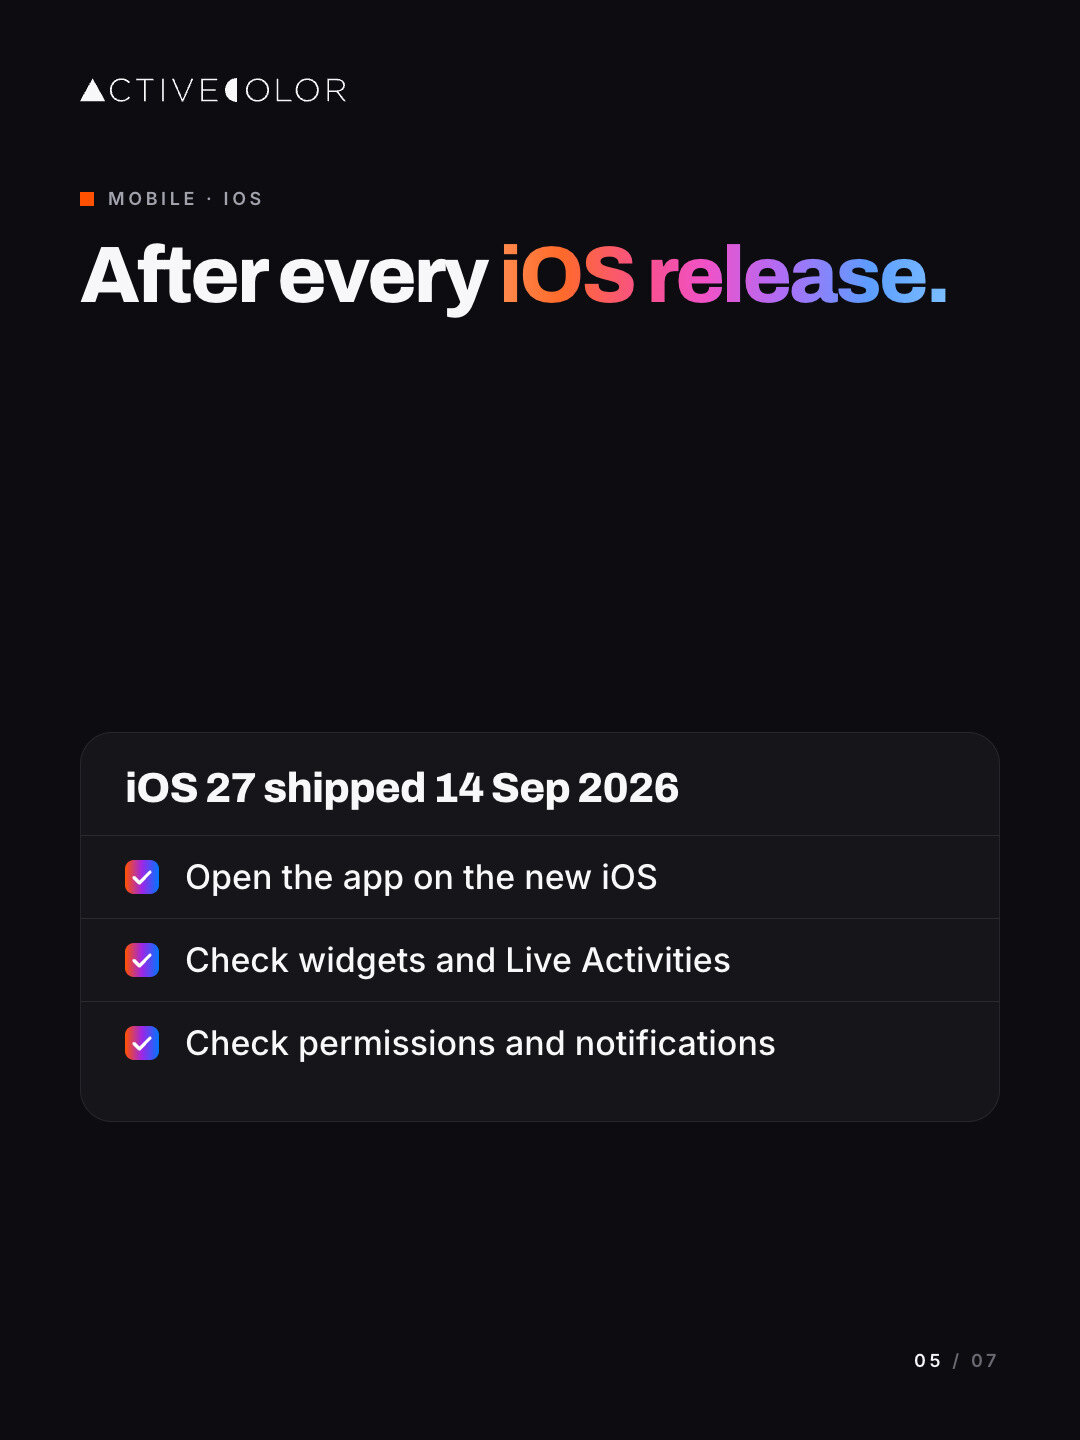 ACTIVECOLOR
MOBILE · IOS
After every iOS release.
iOS 27 shipped 14 Sep 2026
Open the app on the new iOS
Check widgets and Live Activities
Check permissions and notifications
05 / 07